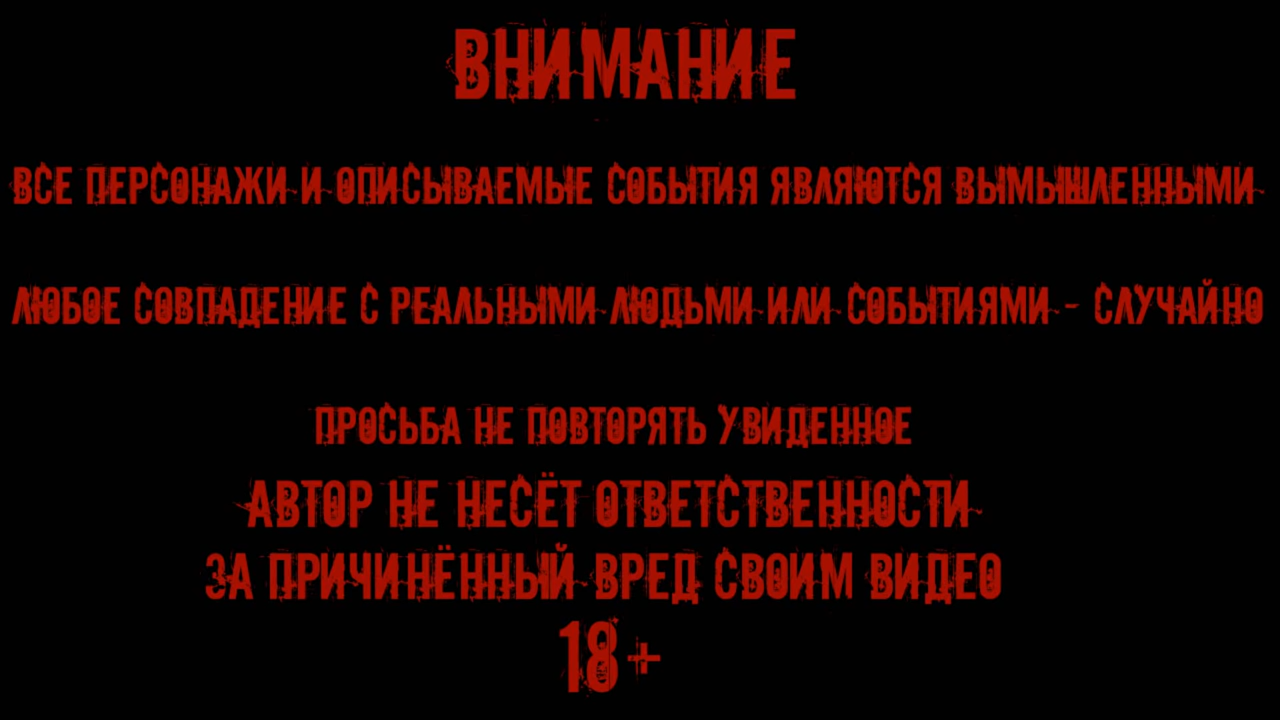 ВНИМАНИЕ
ВСЕ ПЕРСОНАЖИ И ОПИСЫВАЕМЫЕ СОБЫТИЯ ЯВЛЯЮТСЯ ВЫМЫШЛЕННЫМИ
ЛЮБОЕ СОВПАДЕНИЕ С РЕАЛЬНЫМИ ЛЮДЬМИ ИЛИ СОБЫТИЯМИ - СЛУЧАЙНО
ПРОСЬБА НЕ ПОВТОРЯТЬ УВИДЕННОЕ
АВТОР НЕ НЕСЁТ ОТВЕТСТВЕННОСТИ
ЗА ПРИЧИНЁННЫЙ ВРЕД СВОИМ ВИДЕО
18+